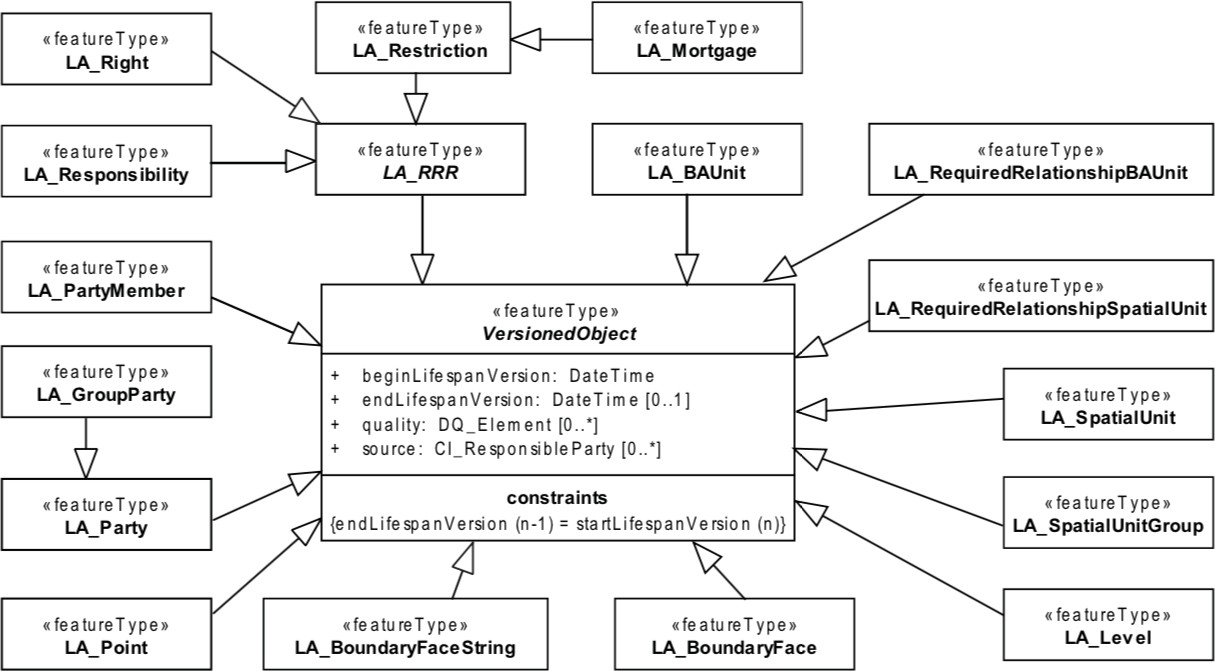 «featureType»
LA_Right
«featureType»
LA_Restriction
«featureType»
LA_Mortgage
«featureType»
LA_Responsibility
«featureType»
LA_RRR
«featureType»
LA_BAUnit
«featureType»
LA_RequiredRelationshipBAUnit
«featureType»
LA_PartyMember
«featureType»
VersionedObject
+ beginLifespanVersion: DateTime
+ endLifespanVersion: DateTime [0..1]
+ quality: DQ_Element [0..*]
+ source: CI_ResponsibleParty [0..*]
constraints
{endLifespanVersion (n-1) = startLifespanVersion (n)}
«featureType»
LA_RequiredRelationshipSpatialUnit
«featureType»
LA_GroupParty
«featureType»
LA_SpatialUnit
«featureType»
LA_Party
«featureType»
LA_SpatialUnitGroup
«featureType»
LA_Point
«featureType»
LA_BoundaryFaceString
«featureType»
LA_BoundaryFace
«featureType»
LA_Level